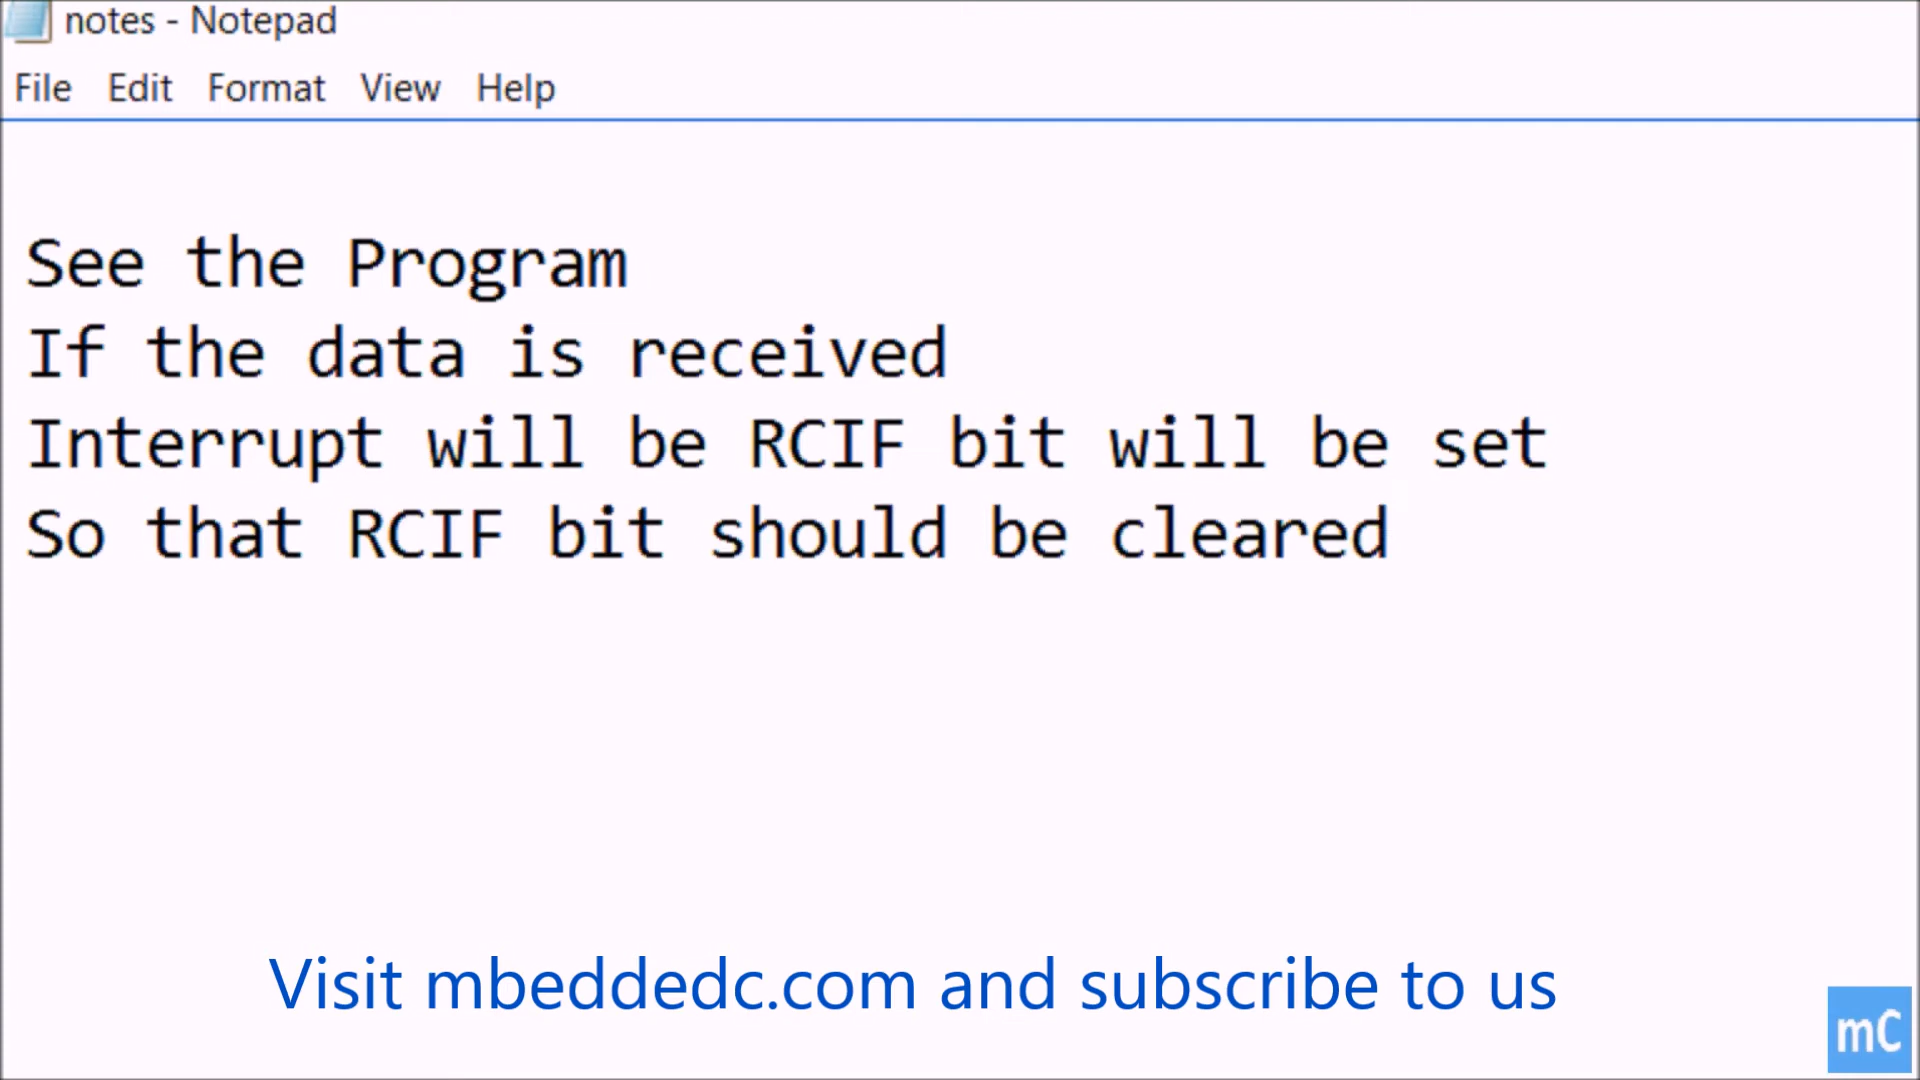 notes - Notepad
File Edit Format View Help
See the Program
If the data is received
Interrupt will be RCIF bit will be set
So that RCIF bit should be cleared
Visit mbeddedc.com and subscribe to us
mC